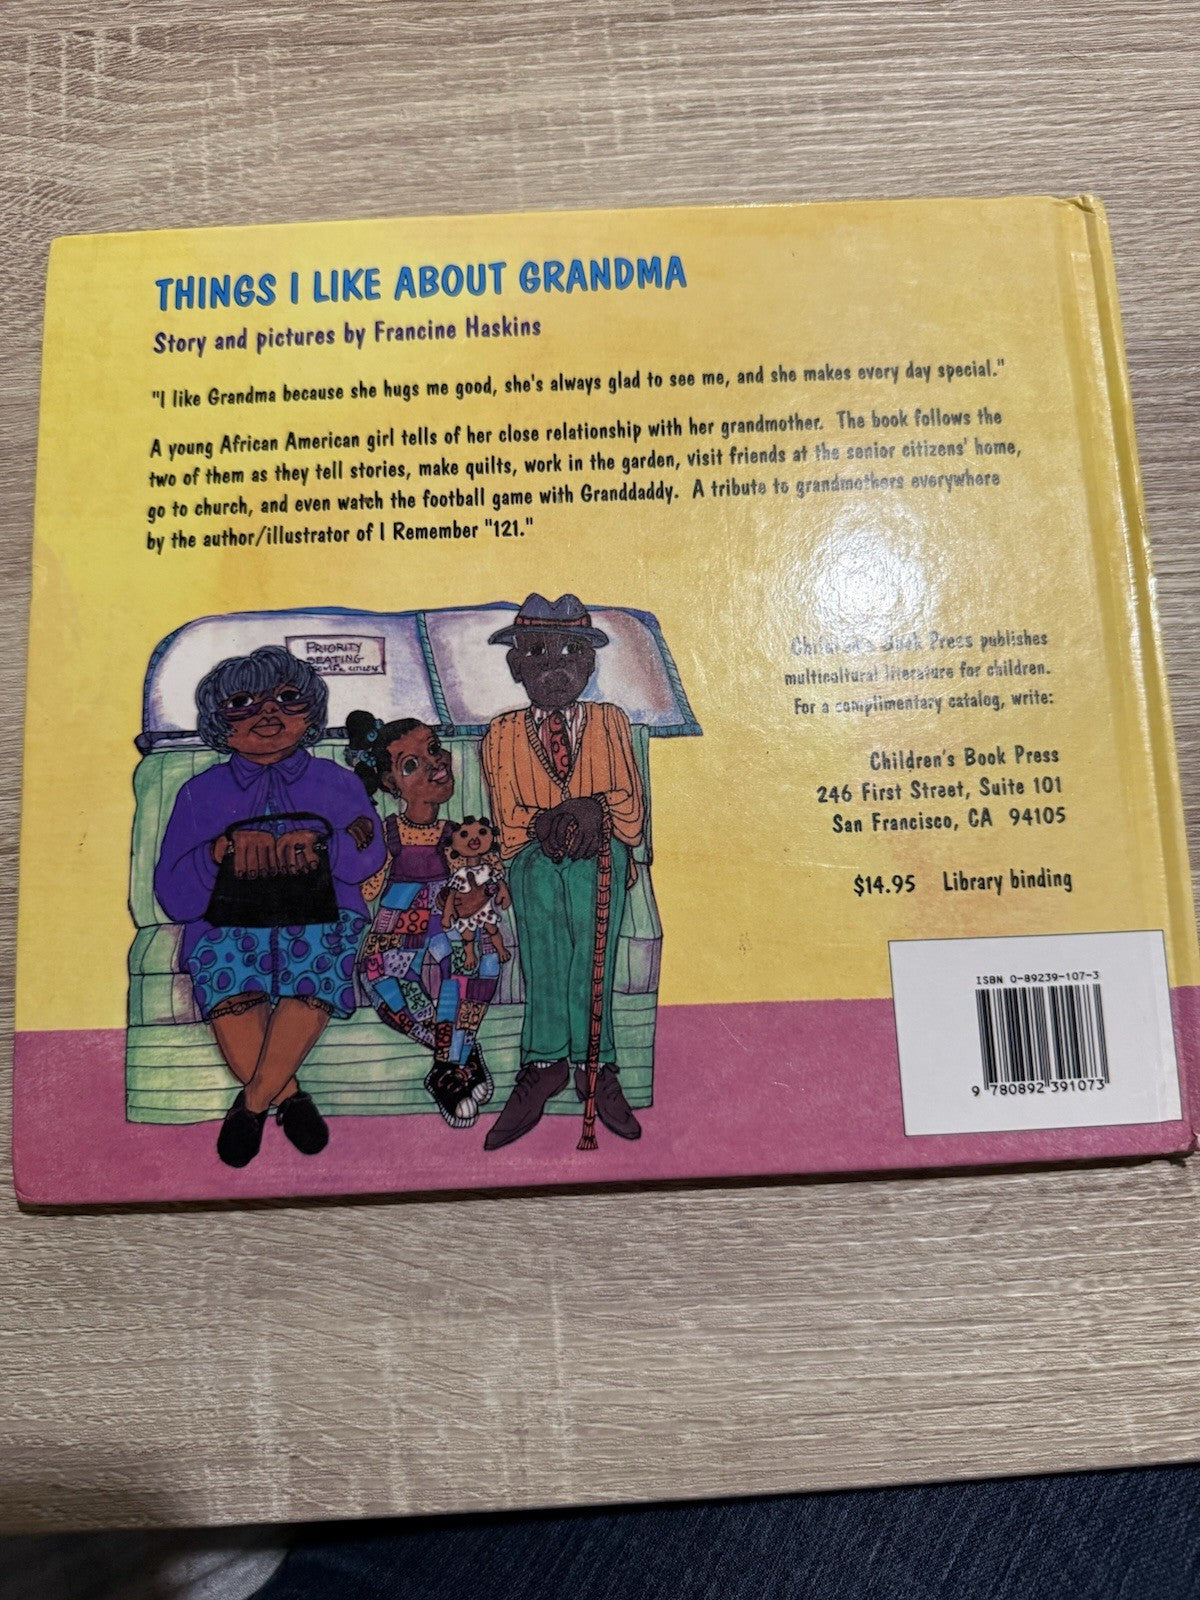 THINGS I LIKE ABOUT GRANDMA
Story and pictures by Francine Haskins
"I like Grandma because she hugs me good, she's always glad to see me, and she makes every day special."
A young African American girl tells of her close relationship with her grandmother. The book follows the
two of them as they tell stories, make quilts, work in the garden, visit friends at the senior citizens' home,
go to church, and even watch the football game with Granddaddy. A tribute to grandmothers everywhere
by the author/illustrator of I Remember "121."
PRIORITY
SEATING
Children's Book Press publishes
multicultural literature for children.
For a complimentary catalog, write:
Children's Book Press
246 First Street, Suite 101
San Francisco, CA 94105
$14.95 Library binding
ISBN 0-89239-107-3
9 780892 391073